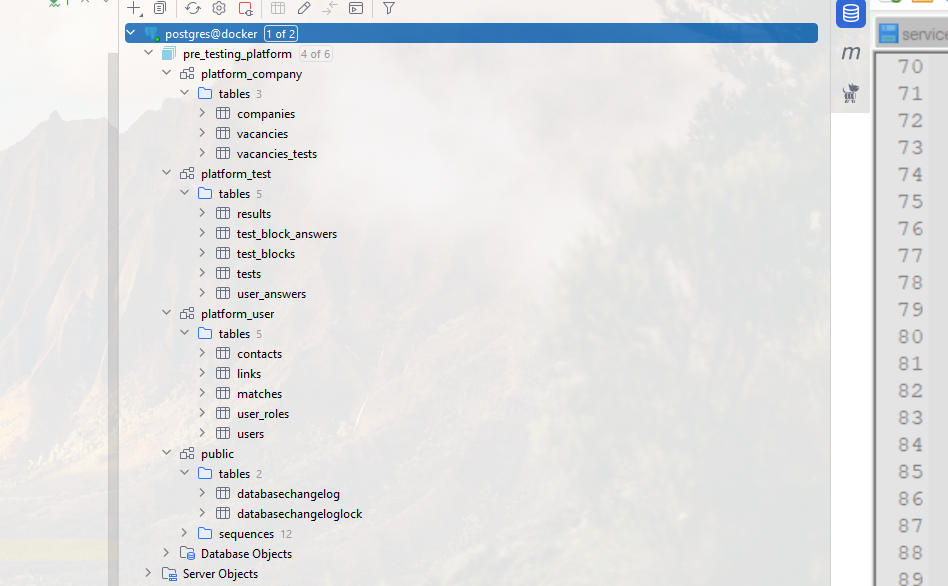 postgres@docker 1 of 2
pre_testing_platform 4 of 6
platform_company
tables 3
companies
vacancies
vacancies_tests
platform_test
tables 5
results
test_block_answers
test_blocks
tests
user_answers
platform_user
tables 5
contacts
links
matches
user_roles
users
public
tables 2
databasechangelog
databasechangeloglock
sequences 12
Database Objects
Server Objects
m
service
70
71
72
73
74
75
76
77
78
79
80
81
82
83
84
85
86
87
88
89